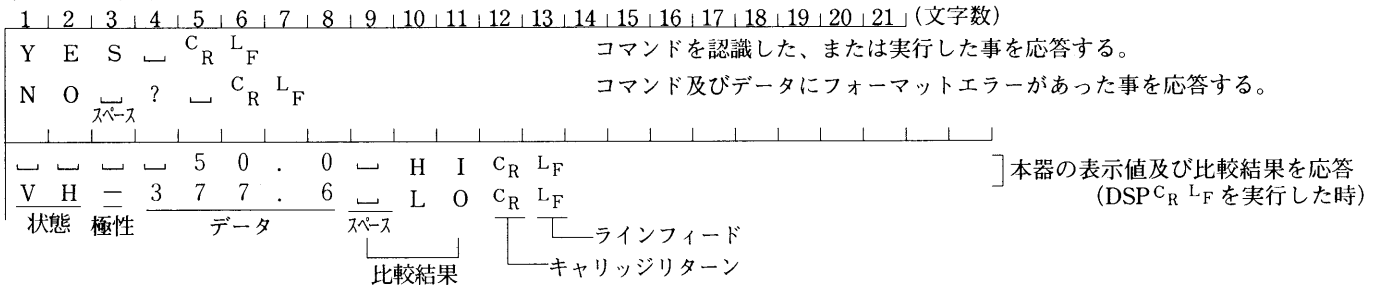 1 2 3 4 5 6 7 8 9 10 11 12 13 14 15 16 17 18 19 20 21 (文字数)
Y E S ⎵ CR LF コマンドを認識した、または実行した事を応答する。
N O ⎵ ? ⎵ CR LF コマンド及びデータにフォーマットエラーがあった事を応答する。
スペース
⎵ ⎵ ⎵ ⎵ 5 0 . 0 ⎵ H I CR LF 本器の表示値及び比較結果を応答
V H − 3 7 7 . 6 ⎵ L O CR LF (DSP CR LF を実行した時)
状態 極性 データ スペース
ラインフィード
キャリッジリターン
比較結果